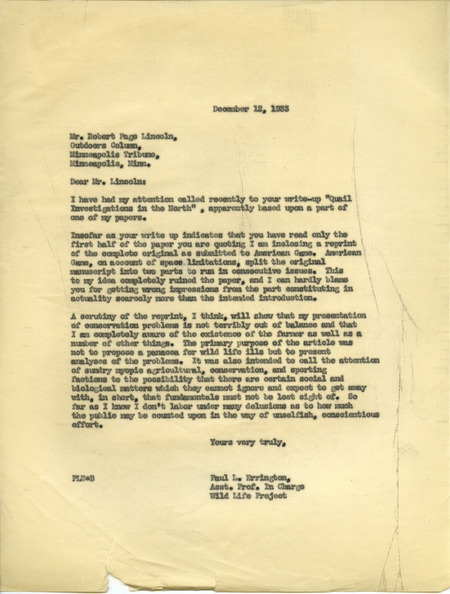 December 12, 1933
Mr. Robert Page Lincoln,
Outdoors Column,
Minneapolis Tribune,
Minneapolis, Minn.
Dear Mr. Lincoln:
I have had my attention called recently to your write-up "Quail
Investigations in the North" , apparently based upon a part of
one of my papers.
Insofar as your write up indicates that you have read only the
first half of the paper you are quoting I am inclosing a reprint
of the complete original as submitted to American Game. American
Game, on account of space limitations, split the original
manuscript into two parts to run in consecutive issues. This
to my idea completely ruined the paper, and I can hardly blame
you for getting wrong impressions from the part constituting in
actuality scarcely more than the intended introduction.
A scrutiny of the reprint, I think, will show that my presentation
of conservation problems is not terribly out of balance and that
I am completely aware of the existence of the farmer as well as a
number of other things. The primary purpose of the article was
not to propose a panacea for wild life ills but to present
analyses of the problems. It was also intended to call the attention
of sundry myopic agricultural, conservation, and sporting
factions to the possibility that there are certain social and
biological matters which they cannot ignore and expect to get away
with, in short, that fundamentals must not be lost sight of. So
far as I know I don't labor under many delusions as to how much
the public may be counted upon in the way of unselfish, conscientious
effort.
Yours very truly,
PLE*B
Paul L. Errington,
Asst. Prof. In Charge
Wild Life Project